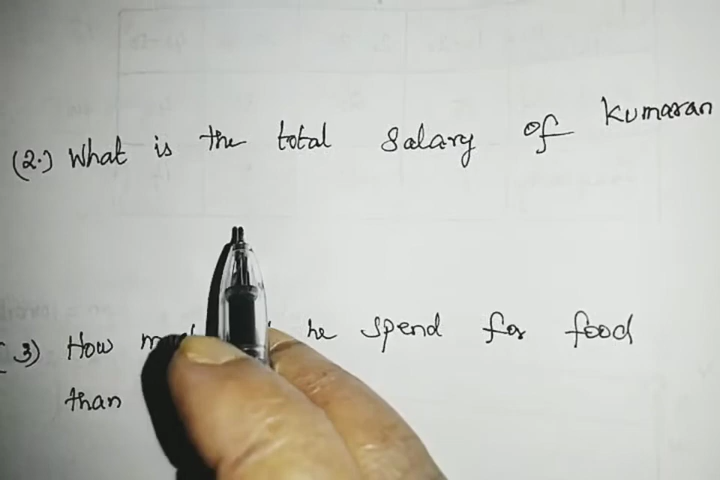 (2.) What is the total salary of Kumaran
3) How he spend for food
than